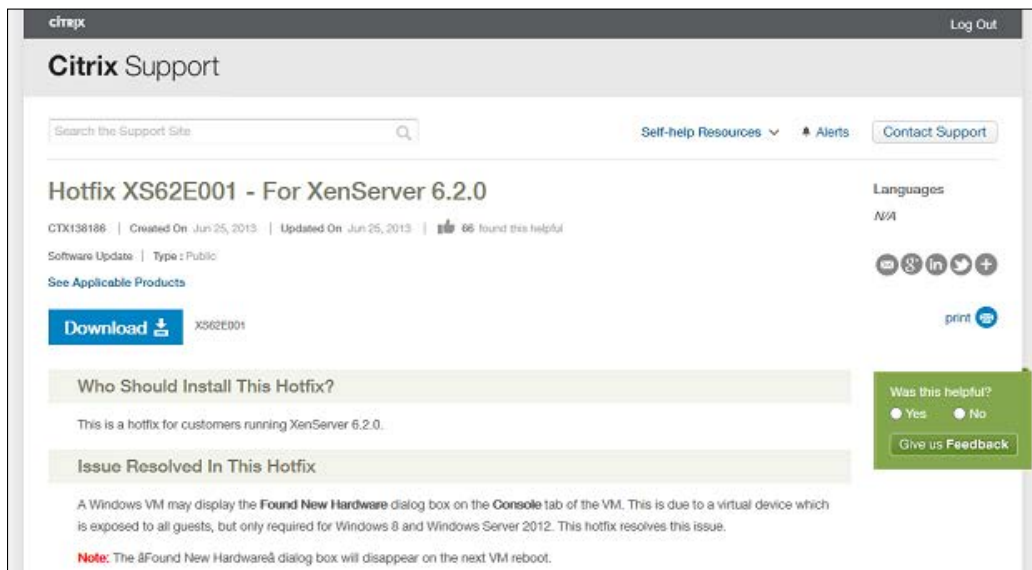 CİTRIX
Log Out
Citrix Support
Search the Support Site
Self-help Resources
Alerts
Contact Support
Hotfix XS62E001 - For XenServer 6.2.0
CTX138186 | Created On Jun 25, 2013 | Updated On Jun 25, 2013 | 66 found this helpful
Software Update | Type : Public
See Applicable Products
Download
XS62E001
Languages
N/A
print
Who Should Install This Hotfix?
This is a hotfix for customers running XenServer 6.2.0.
Issue Resolved In This Hotfix
A Windows VM may display the Found New Hardware dialog box on the Console tab of the VM. This is due to a virtual device which
is exposed to all guests, but only required for Windows 8 and Windows Server 2012. This hotfix resolves this issue.
Note: The âFound New Hardwareâ dialog box will disappear on the next VM reboot.
Was this helpful?
Yes No
Give us Feedback